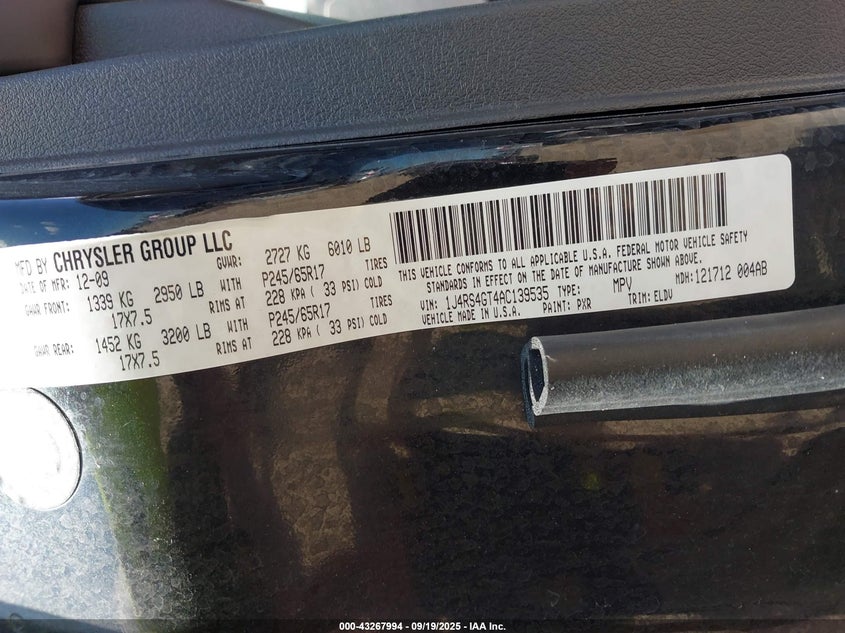 MFD BY CHRYSLER GROUP LLC
DATE OF MFR: 12-09 GVWR: 2727 KG 6010 LB
GAWR FRONT: 1339 KG 2950 LB WITH P245/65R17 TIRES
17X7.5 RIMS AT 228 KPA ( 33 PSI) COLD
GAWR REAR: 1452 KG 3200 LB WITH P245/65R17 TIRES
17X7.5 RIMS AT 228 KPA ( 33 PSI) COLD
THIS VEHICLE CONFORMS TO ALL APPLICABLE U.S.A. FEDERAL MOTOR VEHICLE SAFETY
STANDARDS IN EFFECT ON THE DATE OF MANUFACTURE SHOWN ABOVE.
VIN: 1J4RS4GT4AC139535 TYPE: MPV MDH: 121712 004AB
VEHICLE MADE IN U.S.A. PAINT: PXR TRIM: ELDU
000-43267994 - 09/19/2025 - IAA Inc.